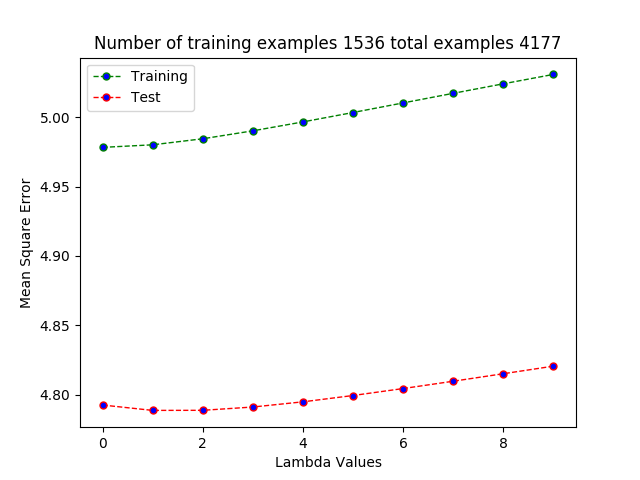 Number of training examples 1536 total examples 4177
Training
Test
5.00
4.95
4.90
4.85
4.80
Mean Square Error
0 2 4 6 8
Lambda Values